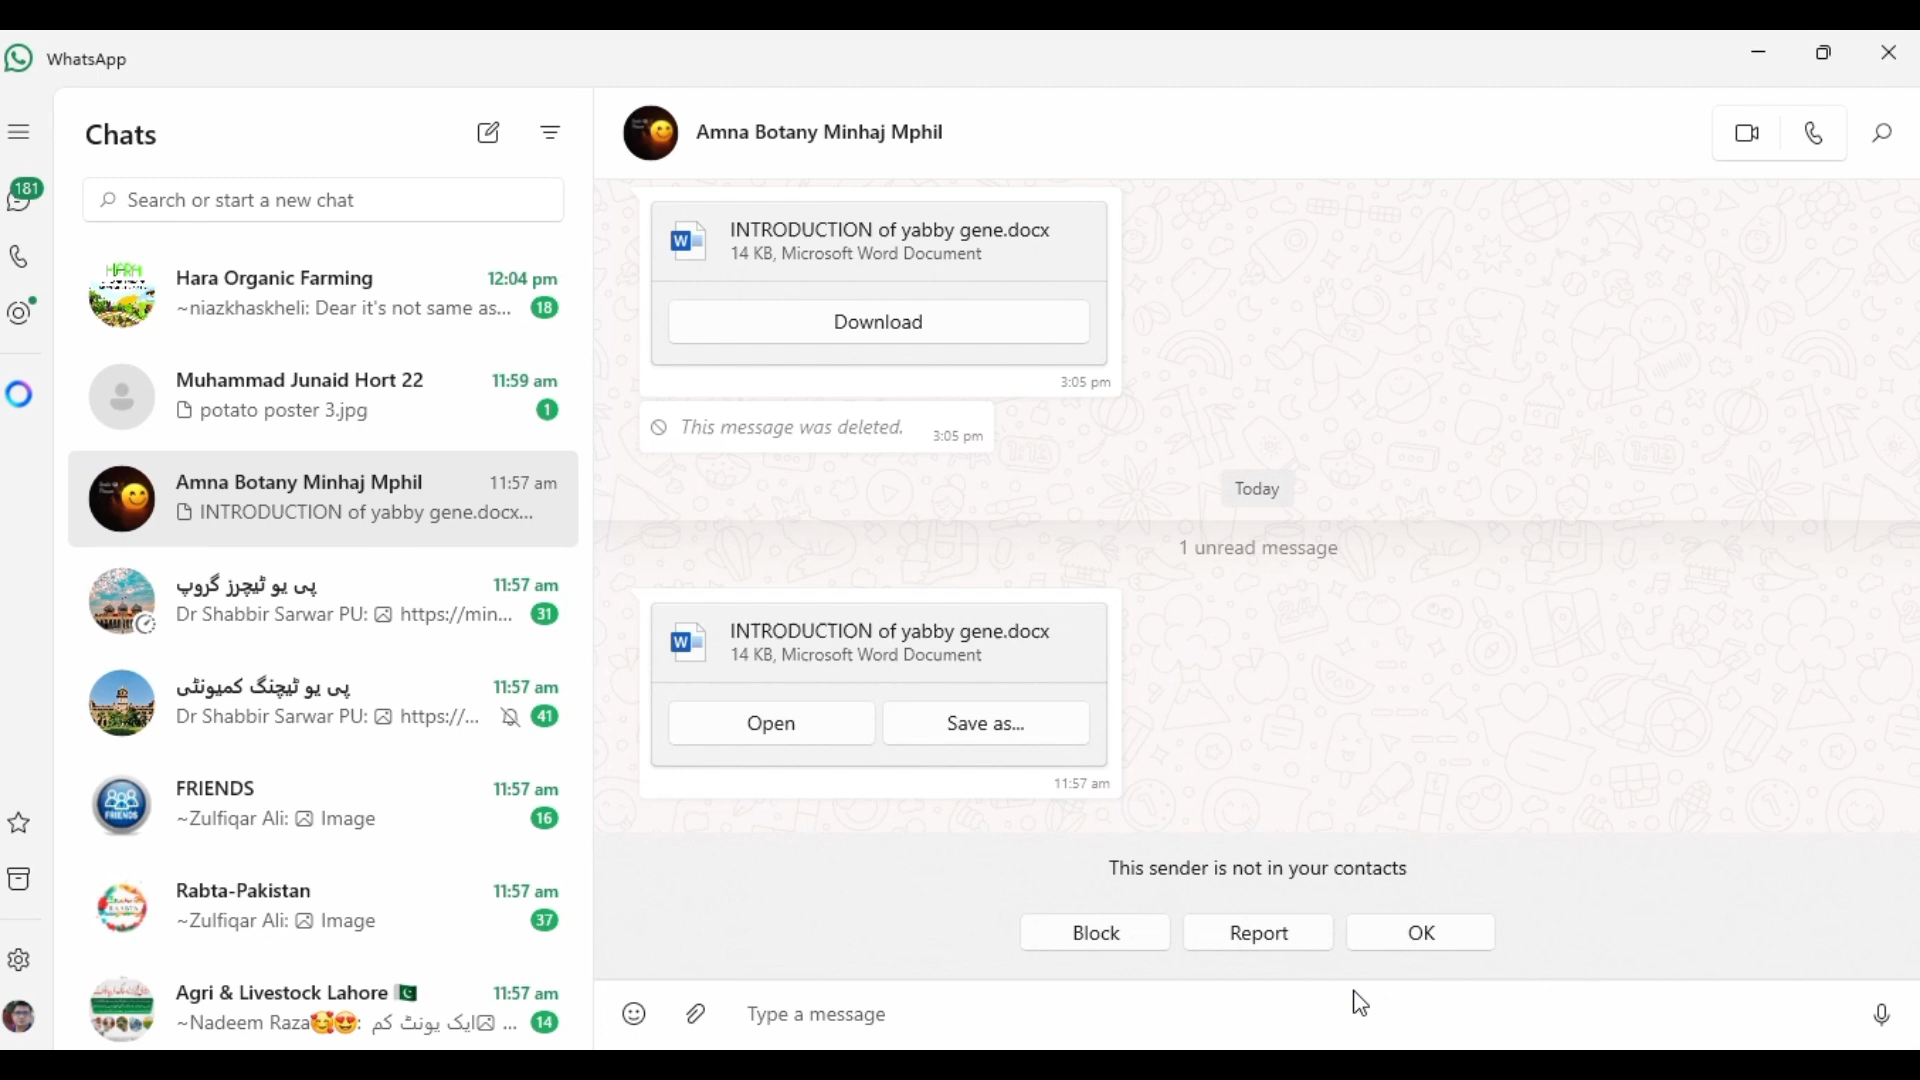 WhatsApp
Chats
181
Search or start a new chat
Hara Organic Farming 12:04 pm
~niazkhaskheli: Dear it's not same as... 18
Muhammad Junaid Hort 22 11:59 am
potato poster 3.jpg 1
Amna Botany Minhaj Mphil 11:57 am
INTRODUCTION of yabby gene.docx...
پی یو ٹیچرز گروپ 11:57 am
Dr Shabbir Sarwar PU: https://min... 31
پی یو ٹیچنگ کمیونٹی 11:57 am
Dr Shabbir Sarwar PU: https://... 41
FRIENDS 11:57 am
~Zulfiqar Ali: Image 16
FRIENDS
Rabta-Pakistan 11:57 am
~Zulfiqar Ali: Image 37
Agri & Livestock Lahore 🇵🇰 11:57 am
~Nadeem Raza🥰😍: ایک یونٹ کم ... 14
Amna Botany Minhaj Mphil
INTRODUCTION of yabby gene.docx
14 KB, Microsoft Word Document
Download
3:05 pm
This message was deleted. 3:05 pm
Today
1 unread message
INTRODUCTION of yabby gene.docx
14 KB, Microsoft Word Document
Open Save as...
11:57 am
This sender is not in your contacts
Block Report OK
Type a message